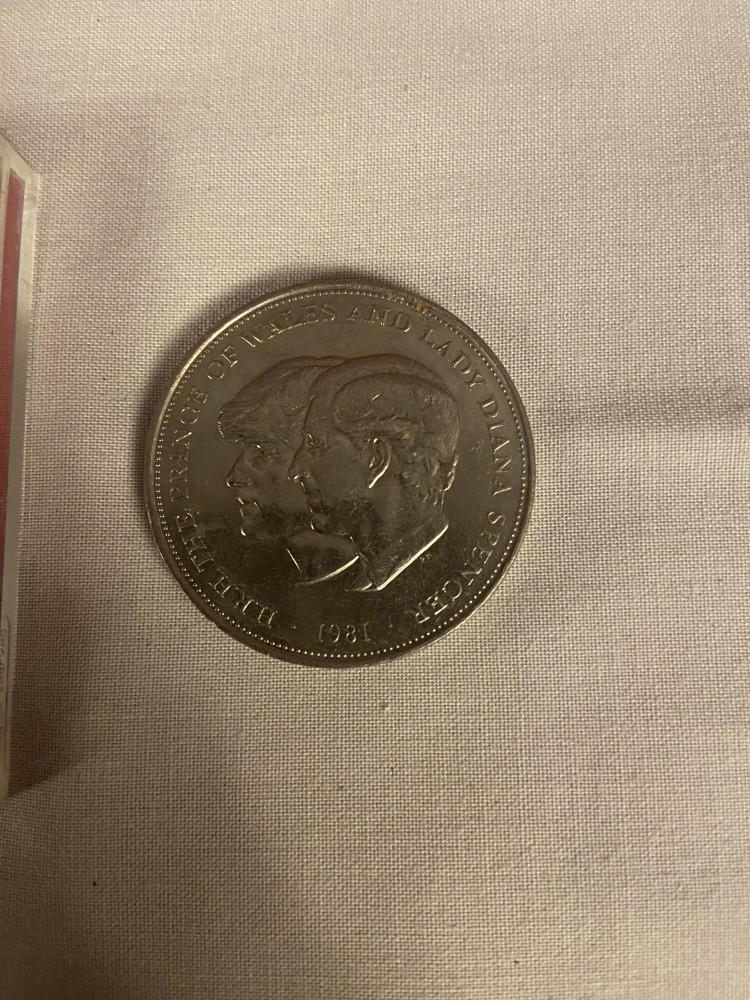 H.R.H. THE PRINCE OF WALES AND LADY DIANA SPENCER
1981